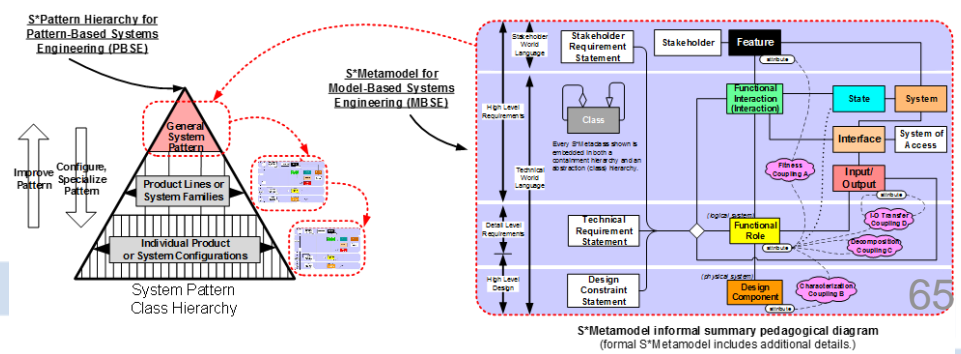 S*Pattern Hierarchy for
Pattern-Based Systems
Engineering (PBSE)
S*Metamodel for
Model-Based Systems
Engineering (MBSE)
General
System
Pattern
Improve
Pattern
Configure,
Specialize
Pattern
Product Lines or
System Families
Individual Product
or System Configurations
System Pattern
Class Hierarchy
Stakeholder
World
Language
High Level
Requirements
Technical
World
Language
Detail Level
Requirements
High Level
Design
Stakeholder
Requirement
Statement
Stakeholder
Feature
attribute
Functional
Interaction
(Interaction)
State
System
Class
Every S*Metaclass shown is
embedded in both a
containment hierarchy and an
abstraction (class) hierarchy.
Interface
System of
Access
Fitness
Coupling A
Input/
Output
attribute
Technical
Requirement
Statement
(logical system)
Functional
Role
attribute
I-O Transfer
Coupling D
Decomposition
Coupling C
Design
Constraint
Statement
(physical system)
Design
Component
attribute
Characterization
Coupling B
65
S*Metamodel informal summary pedagogical diagram
(formal S*Metamodel includes additional details.)